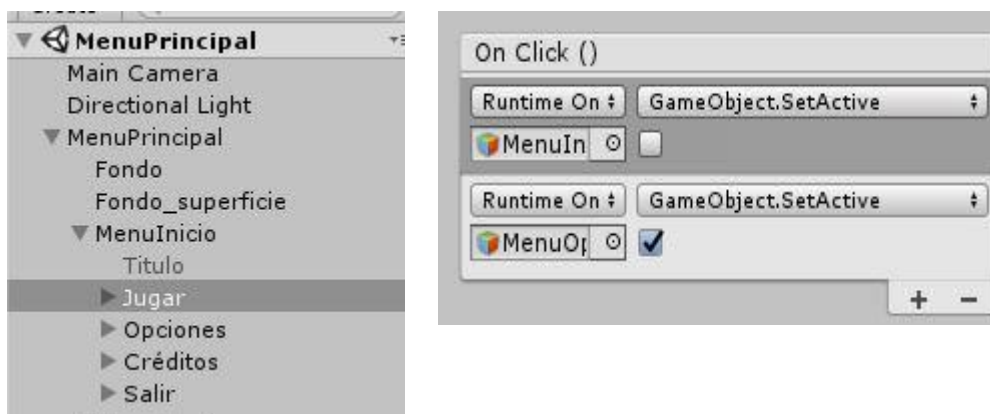 MenuPrincipal
Main Camera
Directional Light
MenuPrincipal
Fondo
Fondo_superficie
MenuInicio
Titulo
Jugar
Opciones
Créditos
Salir
On Click ()
Runtime On GameObject.SetActive
MenuIn
Runtime On GameObject.SetActive
MenuOp
+ −